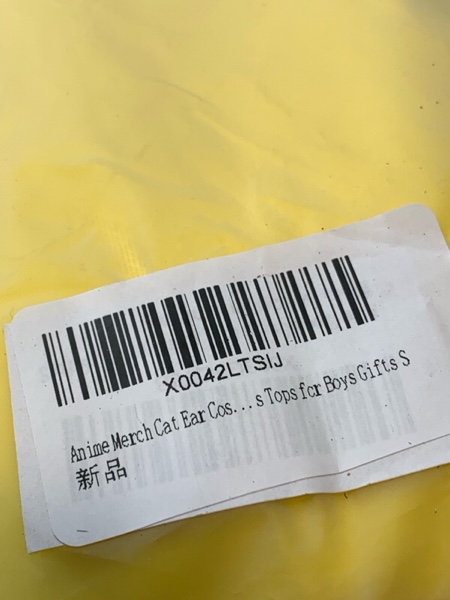 X0042LTSIJ
Anime Merch Cat Ear Cos...s Tops for Boys Gifts S
新品